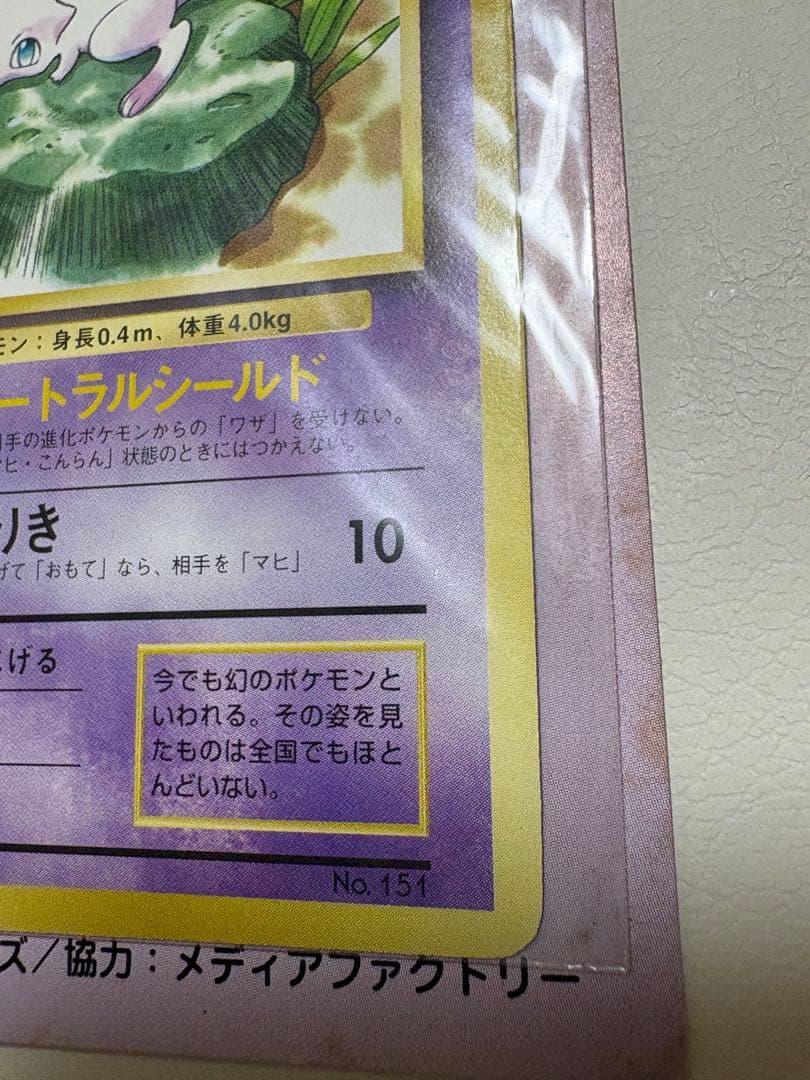 モン：身長0.4m、体重4.0kg
ートラルシールド
手の進化ポケモンからの「ワザ」を受けない。
ヒ・こんらん」状態のときにはつかえない。
りき 10
げて「おもて」なら、相手を「マヒ」
げる
今でも幻のポケモンと
いわれる。その姿を見
たものは全国でもほと
んどいない。
No. 151
ズ／協力：メディアファクトリー